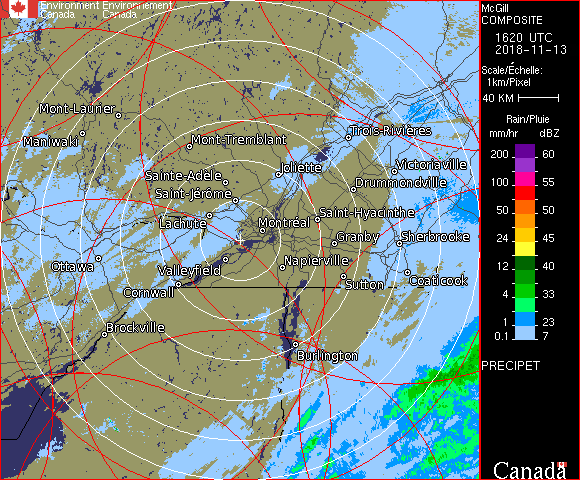 Environment Environnement
Canada Canada
McGill
COMPOSITE
1620 UTC
2018-11-13
Scale/Échelle:
1km/Pixel
40 KM
Rain/Pluie
mm/hr dBZ
200 60
100 55
50 50
24 45
12 40
4 33
1 23
0.1 7
PRECIPET
Canada
Mont-Laurier
Maniwaki
Mont-Tremblant
Trois-Rivières
Sainte-Adèle
Joliette
Victoriaville
Saint-Jérôme
Drummondville
Lachute
Montréal
Saint-Hyacinthe
Granby
Sherbrooke
Ottawa
Valleyfield
Napierville
Cornwall
Sutton
Coaticook
Brockville
Burlington